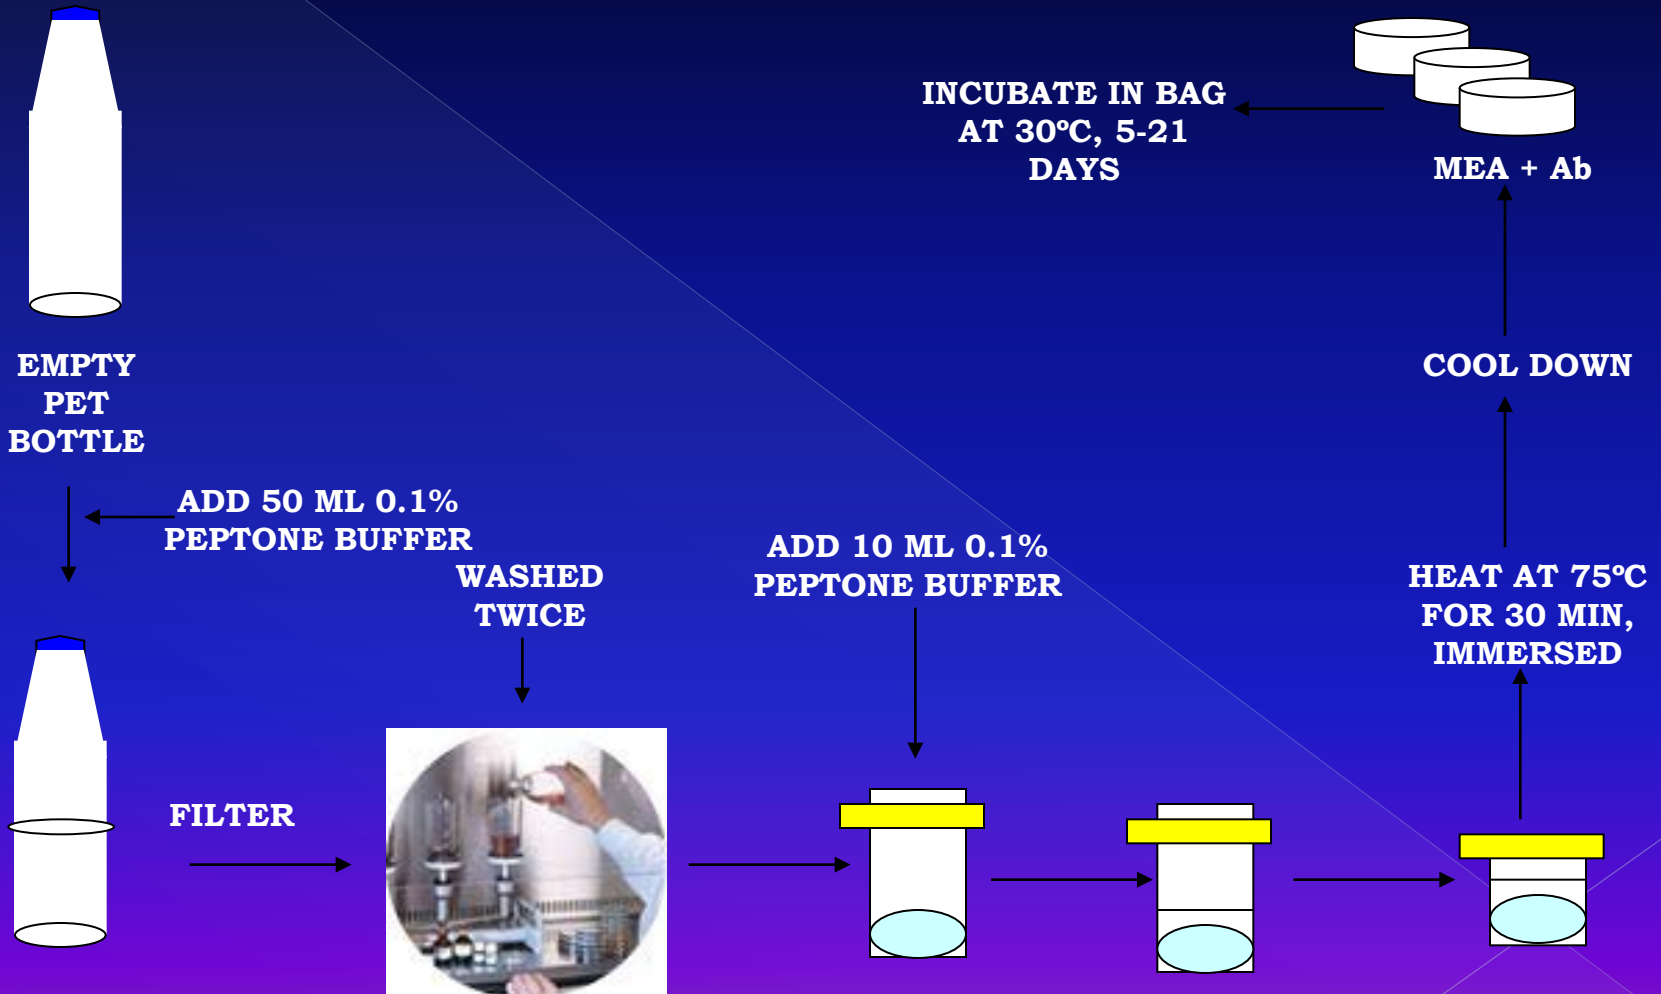 EMPTY
PET
BOTTLE
ADD 50 ML 0.1%
PEPTONE BUFFER
FILTER
WASHED
TWICE
ADD 10 ML 0.1%
PEPTONE BUFFER
HEAT AT 75ºC
FOR 30 MIN,
IMMERSED
COOL DOWN
MEA + Ab
INCUBATE IN BAG
AT 30ºC, 5-21
DAYS